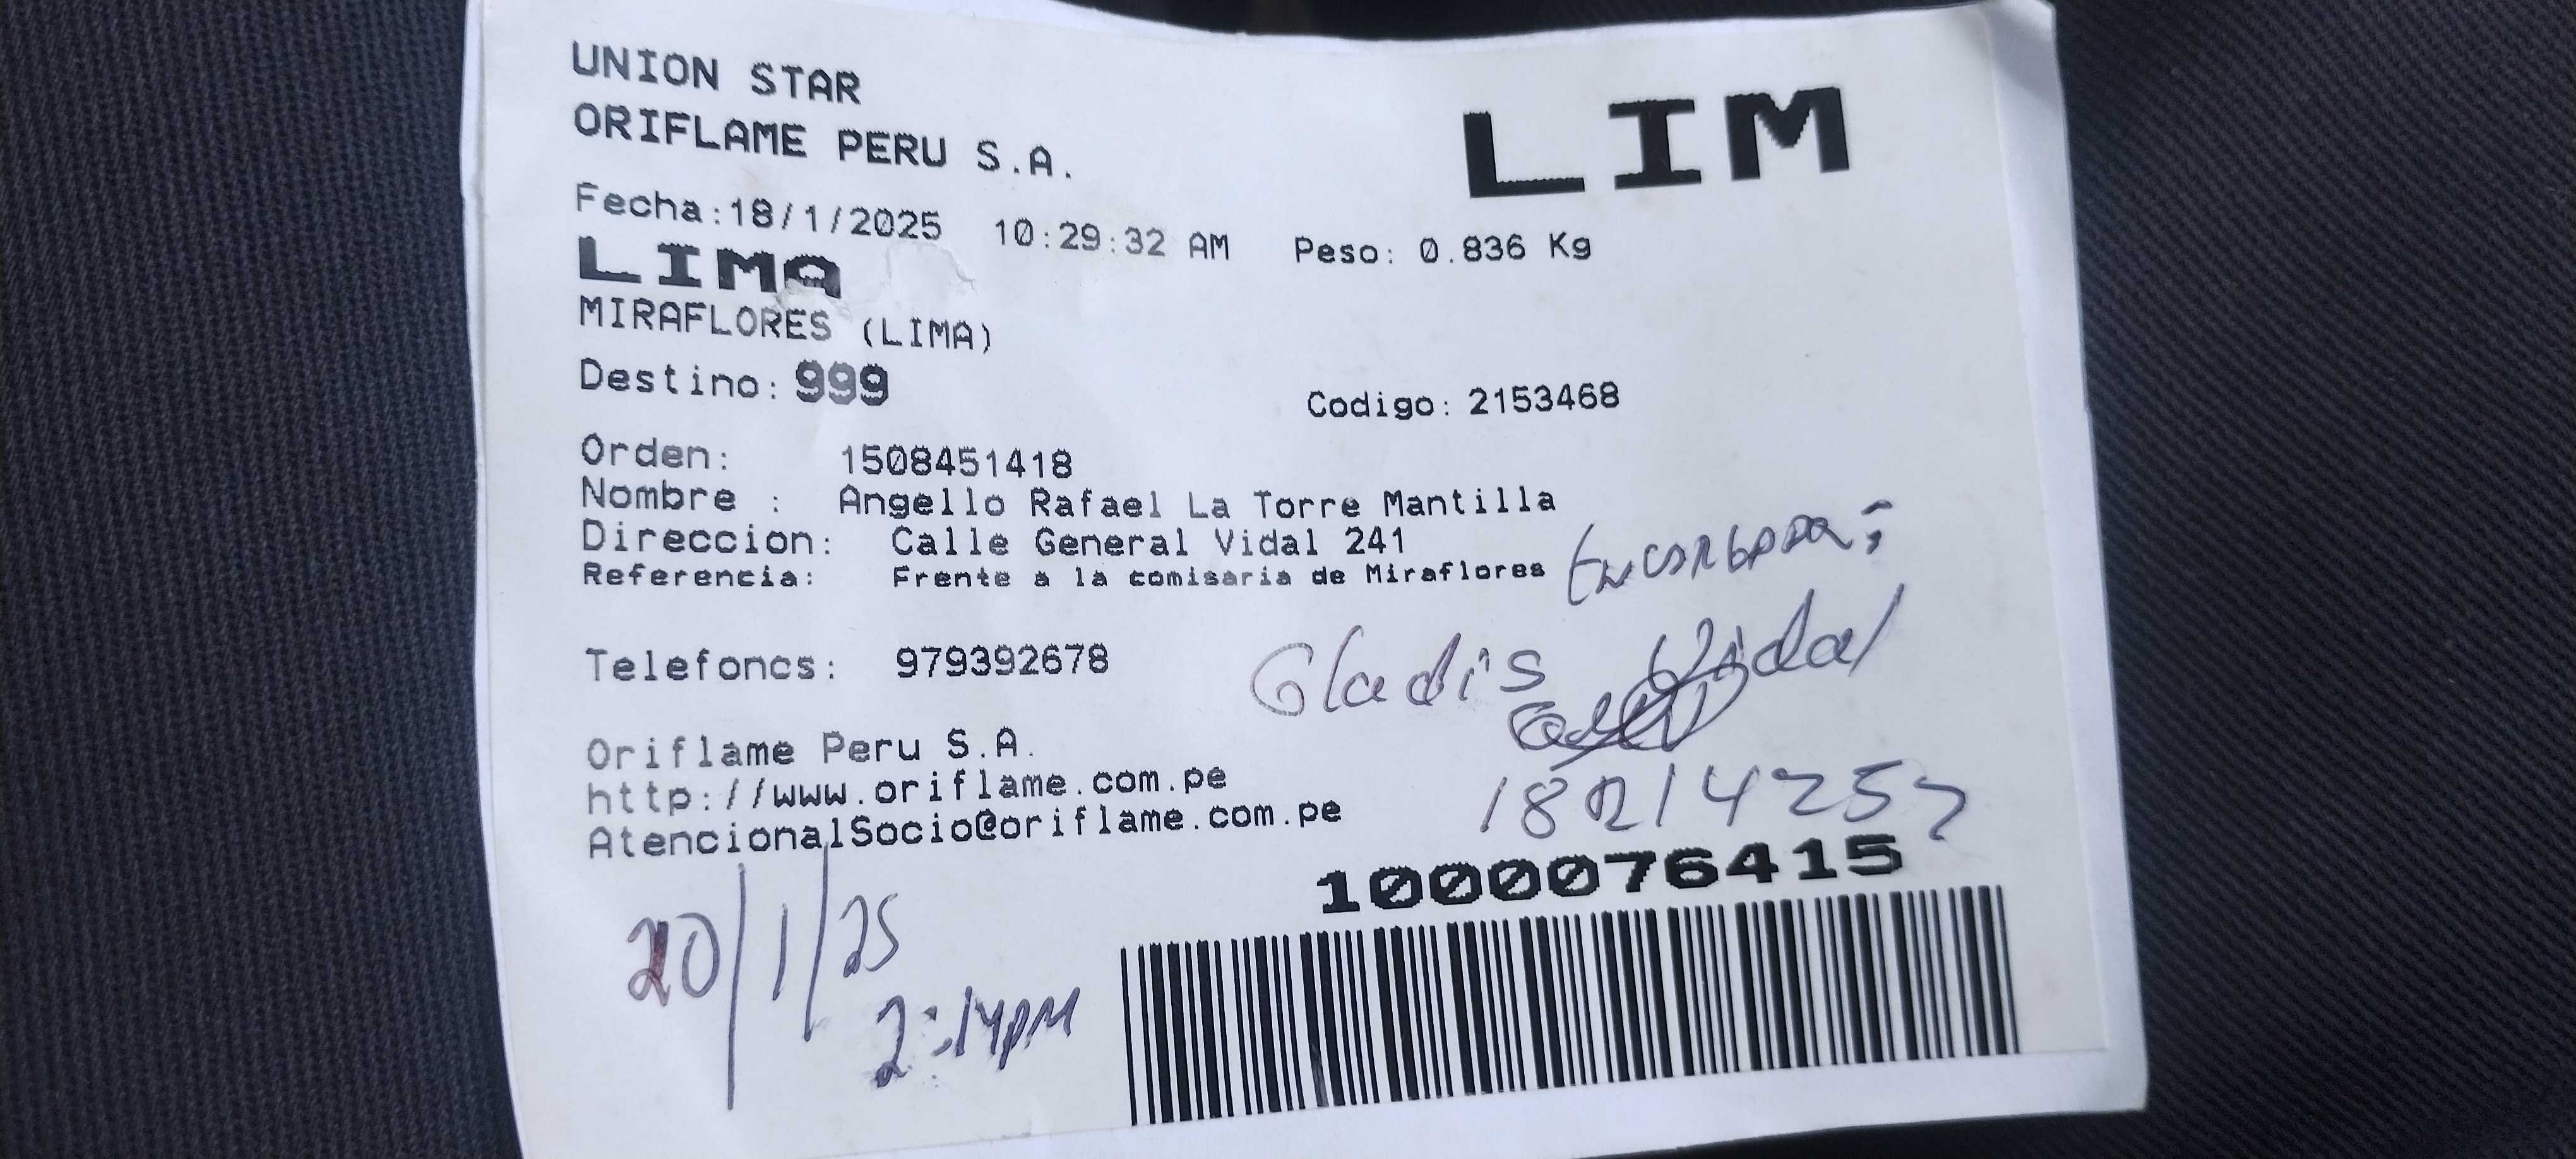 UNION STAR
ORIFLAME PERU S.A.
LIM
Fecha:18/1/2025 10:29:32 AM Peso: 0.836 Kg
LIMA
MIRAFLORES (LIMA)
Destino: 999
Codigo: 2153468
Orden: 1508451418
Nombre : Angello Rafael La Torre Mantilla
Direccion: Calle General Vidal 241
Referencia: Frente a la comisaria de Miraflores
Encargada:
Gladis Vidal
Telefoncs: 979392678
Oriflame Peru S.A.
http://www.oriflame.com.pe
AtencionalSocio@oriflame.com.pe
1000076415
20/1/25
2:14PM